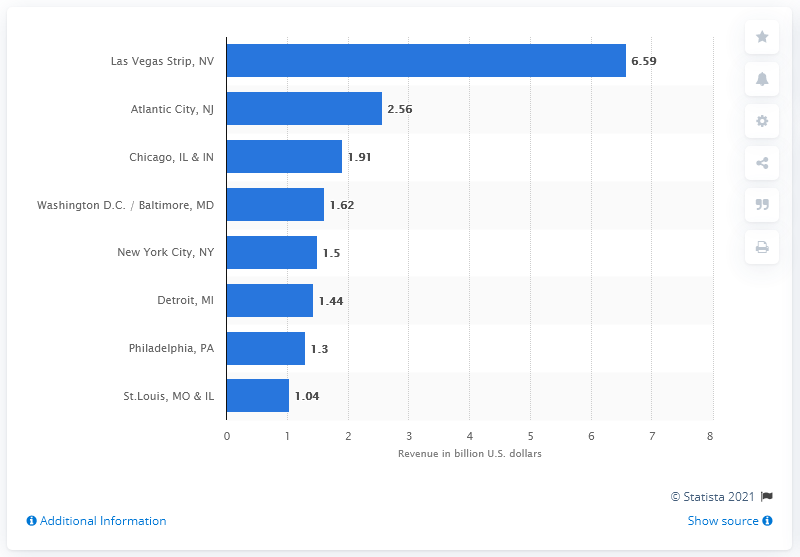 Las Vegas Strip, NV 6.59
Atlantic City, NJ 2.56
Chicago, IL & IN 1.91
Washington D.C. / Baltimore, MD 1.62
New York City, NY 1.5
Detroit, MI 1.44
Philadelphia, PA 1.3
St.Louis, MO & IL 1.04
0 1 2 3 4 5 6 7 8
Revenue in billion U.S. dollars
© Statista 2021
Additional Information Show source